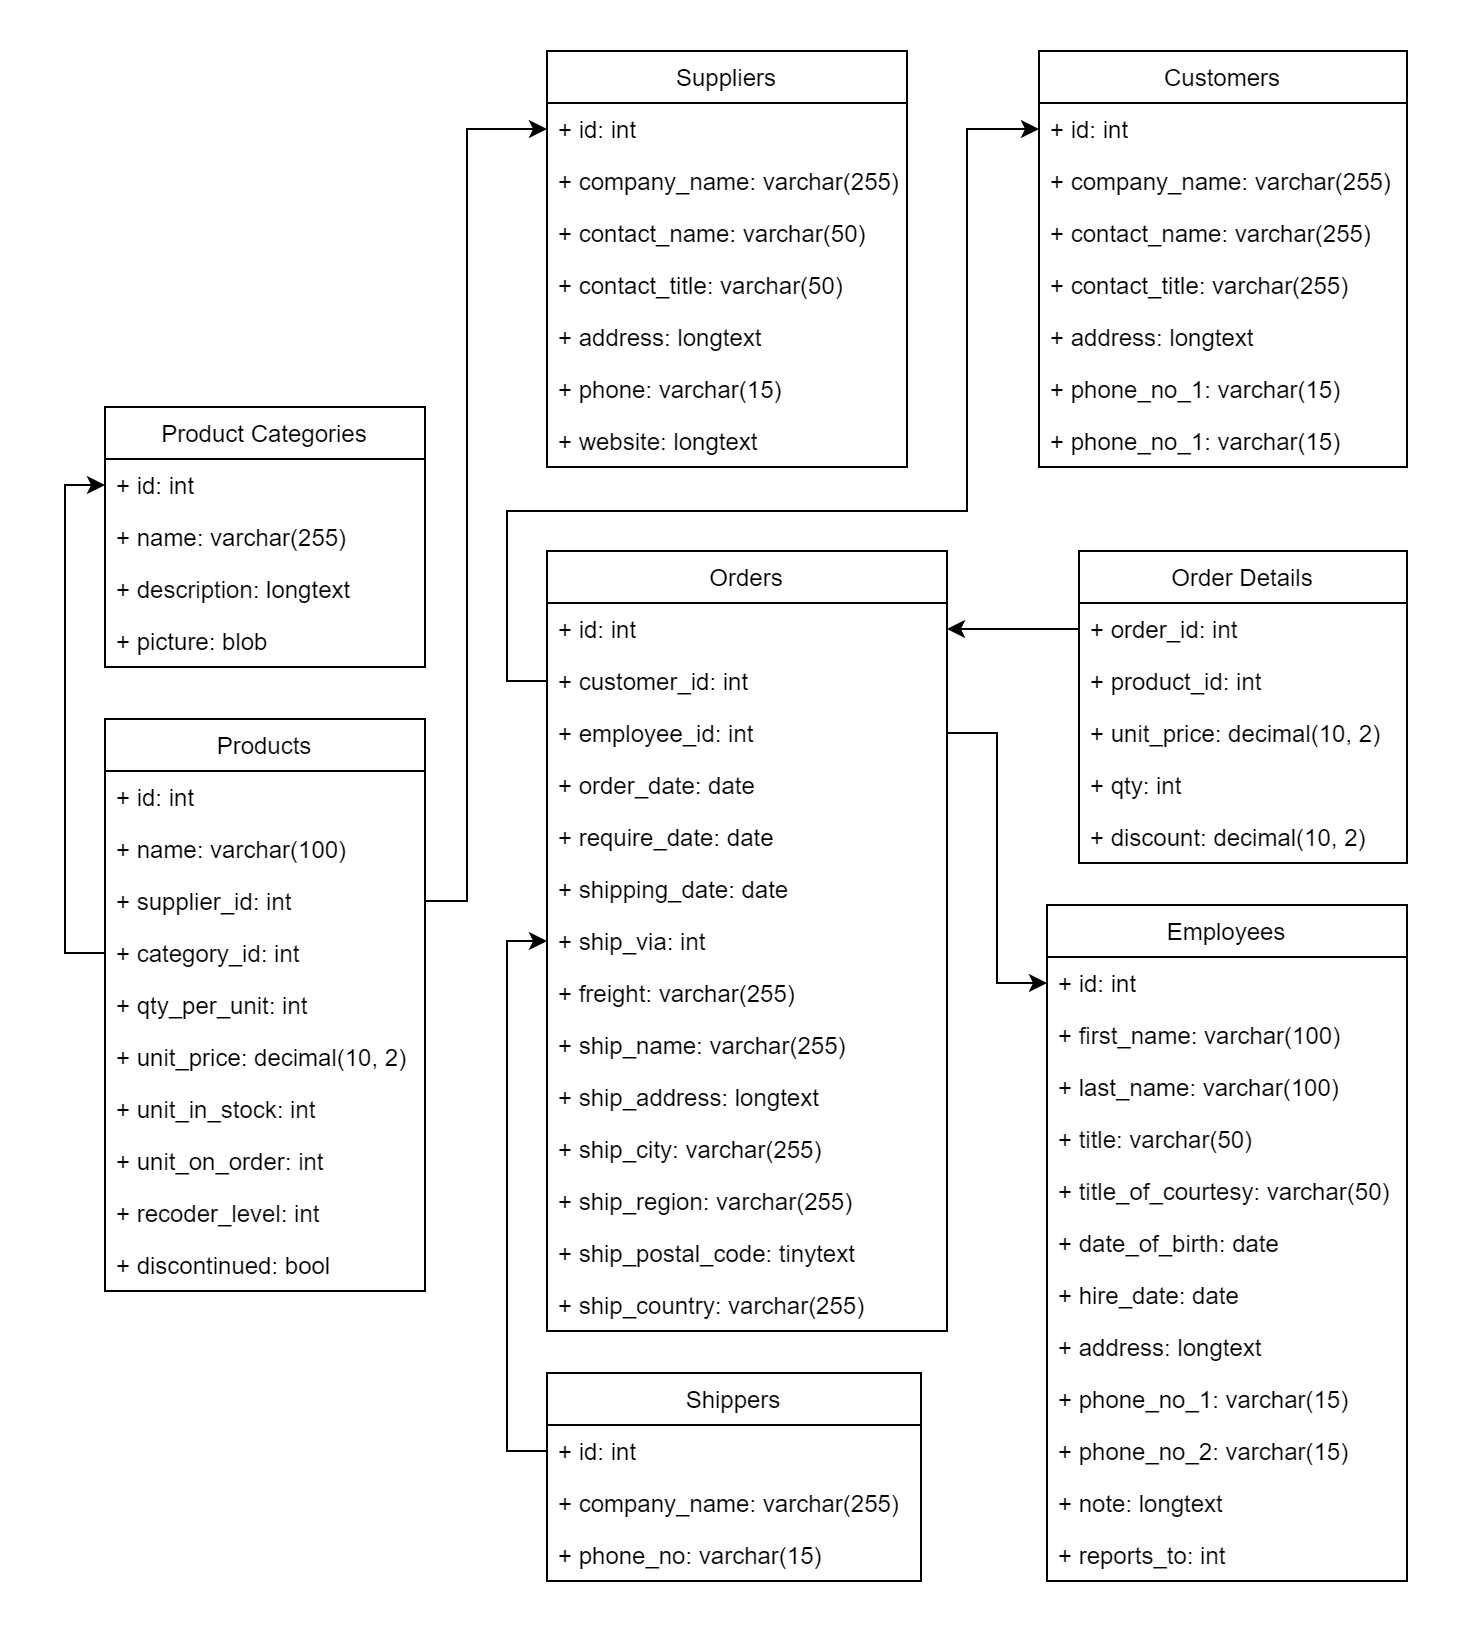 Suppliers
+ id: int
+ company_name: varchar(255)
+ contact_name: varchar(50)
+ contact_title: varchar(50)
+ address: longtext
+ phone: varchar(15)
+ website: longtext
Customers
+ id: int
+ company_name: varchar(255)
+ contact_name: varchar(255)
+ contact_title: varchar(255)
+ address: longtext
+ phone_no_1: varchar(15)
+ phone_no_1: varchar(15)
Product Categories
+ id: int
+ name: varchar(255)
+ description: longtext
+ picture: blob
Products
+ id: int
+ name: varchar(100)
+ supplier_id: int
+ category_id: int
+ qty_per_unit: int
+ unit_price: decimal(10, 2)
+ unit_in_stock: int
+ unit_on_order: int
+ recoder_level: int
+ discontinued: bool
Orders
+ id: int
+ customer_id: int
+ employee_id: int
+ order_date: date
+ require_date: date
+ shipping_date: date
+ ship_via: int
+ freight: varchar(255)
+ ship_name: varchar(255)
+ ship_address: longtext
+ ship_city: varchar(255)
+ ship_region: varchar(255)
+ ship_postal_code: tinytext
+ ship_country: varchar(255)
Order Details
+ order_id: int
+ product_id: int
+ unit_price: decimal(10, 2)
+ qty: int
+ discount: decimal(10, 2)
Employees
+ id: int
+ first_name: varchar(100)
+ last_name: varchar(100)
+ title: varchar(50)
+ title_of_courtesy: varchar(50)
+ date_of_birth: date
+ hire_date: date
+ address: longtext
+ phone_no_1: varchar(15)
+ phone_no_2: varchar(15)
+ note: longtext
+ reports_to: int
Shippers
+ id: int
+ company_name: varchar(255)
+ phone_no: varchar(15)